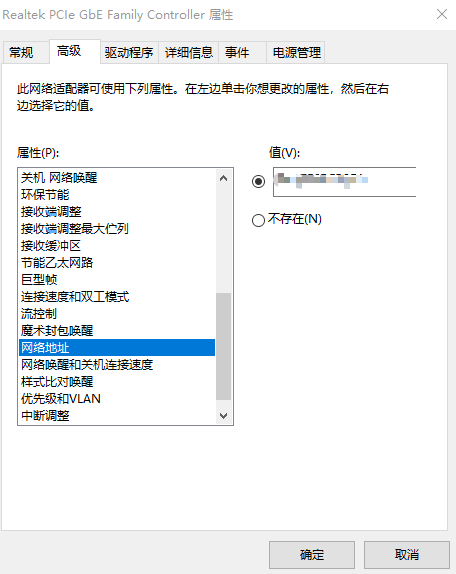 Realtek PCIe GbE Family Controller 属性
常规 高级 驱动程序 详细信息 事件 电源管理
此网络适配器可使用下列属性。在左边单击你想更改的属性，然后在右
边选择它的值。
属性(P): 值(V):
关机 网络唤醒
环保节能
接收端调整
接收端调整最大伫列
接收缓冲区
节能乙太网路
巨型帧
连接速度和双工模式
流控制
魔术封包唤醒
网络地址
网络唤醒和关机连接速度
样式比对唤醒
优先级和VLAN
中断调整
不存在(N)
确定 取消